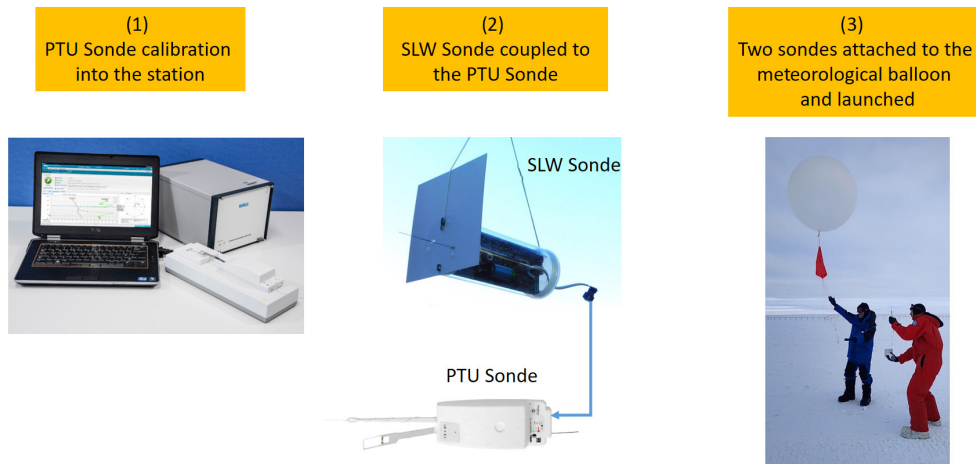 (1)
PTU Sonde calibration
into the station
(2)
SLW Sonde coupled to
the PTU Sonde
(3)
Two sondes attached to the
meteorological balloon
and launched
SLW Sonde
PTU Sonde